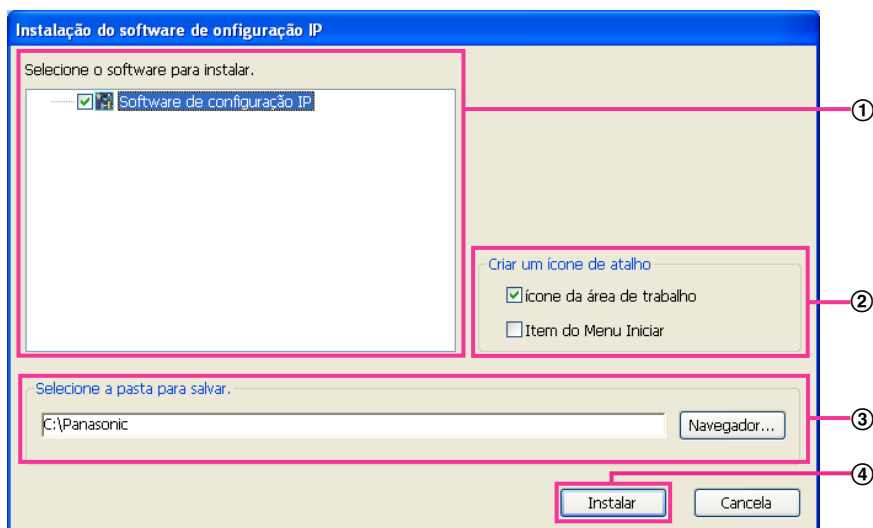 Instalação do software de onfiguração IP
Selecione o software para instalar.
Software de configuração IP
①
Criar um ícone de atalho
ícone da área de trabalho
②
Item do Menu Iniciar
Selecione a pasta para salvar.
C:\Panasonic
Navegador...
③
④
Instalar
Cancela